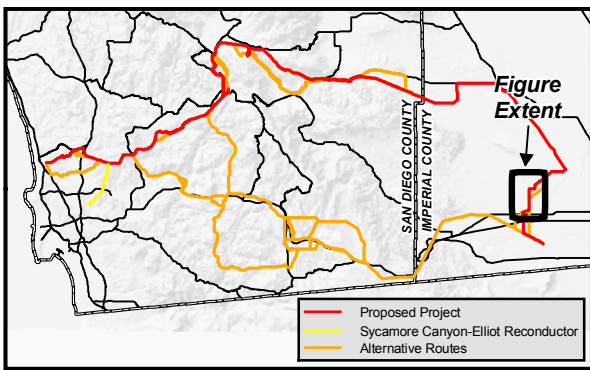 Figure
Extent
SAN DIEGO COUNTY
IMPERIAL COUNTY
Proposed Project
Sycamore Canyon-Elliot Reconductor
Alternative Routes